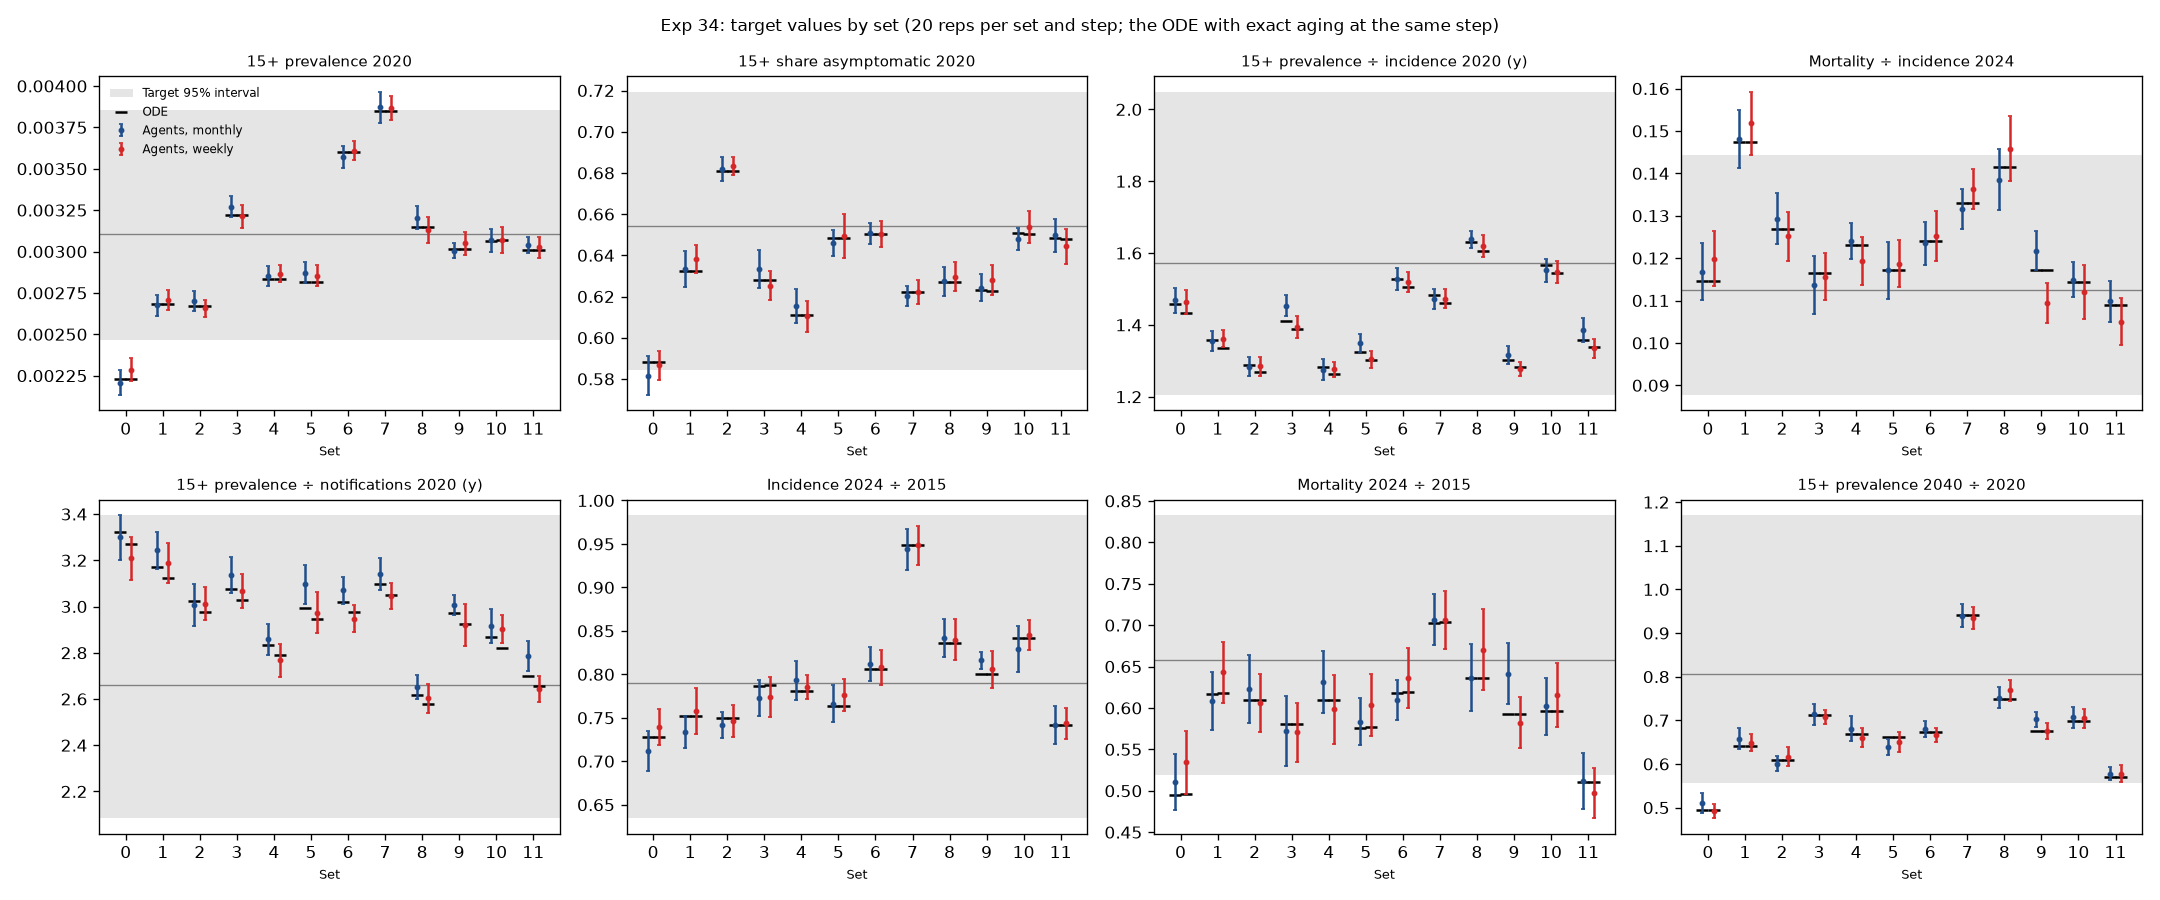 Exp 34: target values by set (20 reps per set and step; the ODE with exact aging at the same step)
15+ prevalence 2020
0.00400
0.00375
0.00350
0.00325
0.00300
0.00275
0.00250
0.00225
Target 95% interval
ODE
Agents, monthly
Agents, weekly
0 1 2 3 4 5 6 7 8 9 10 11
Set
15+ share asymptomatic 2020
0.72
0.70
0.68
0.66
0.64
0.62
0.60
0.58
0 1 2 3 4 5 6 7 8 9 10 11
Set
15+ prevalence ÷ incidence 2020 (y)
2.0
1.8
1.6
1.4
1.2
0 1 2 3 4 5 6 7 8 9 10 11
Set
Mortality ÷ incidence 2024
0.16
0.15
0.14
0.13
0.12
0.11
0.10
0.09
0 1 2 3 4 5 6 7 8 9 10 11
Set
15+ prevalence ÷ notifications 2020 (y)
3.4
3.2
3.0
2.8
2.6
2.4
2.2
0 1 2 3 4 5 6 7 8 9 10 11
Set
Incidence 2024 ÷ 2015
1.00
0.95
0.90
0.85
0.80
0.75
0.70
0.65
0 1 2 3 4 5 6 7 8 9 10 11
Set
Mortality 2024 ÷ 2015
0.85
0.80
0.75
0.70
0.65
0.60
0.55
0.50
0.45
0 1 2 3 4 5 6 7 8 9 10 11
Set
15+ prevalence 2040 ÷ 2020
1.2
1.1
1.0
0.9
0.8
0.7
0.6
0.5
0 1 2 3 4 5 6 7 8 9 10 11
Set